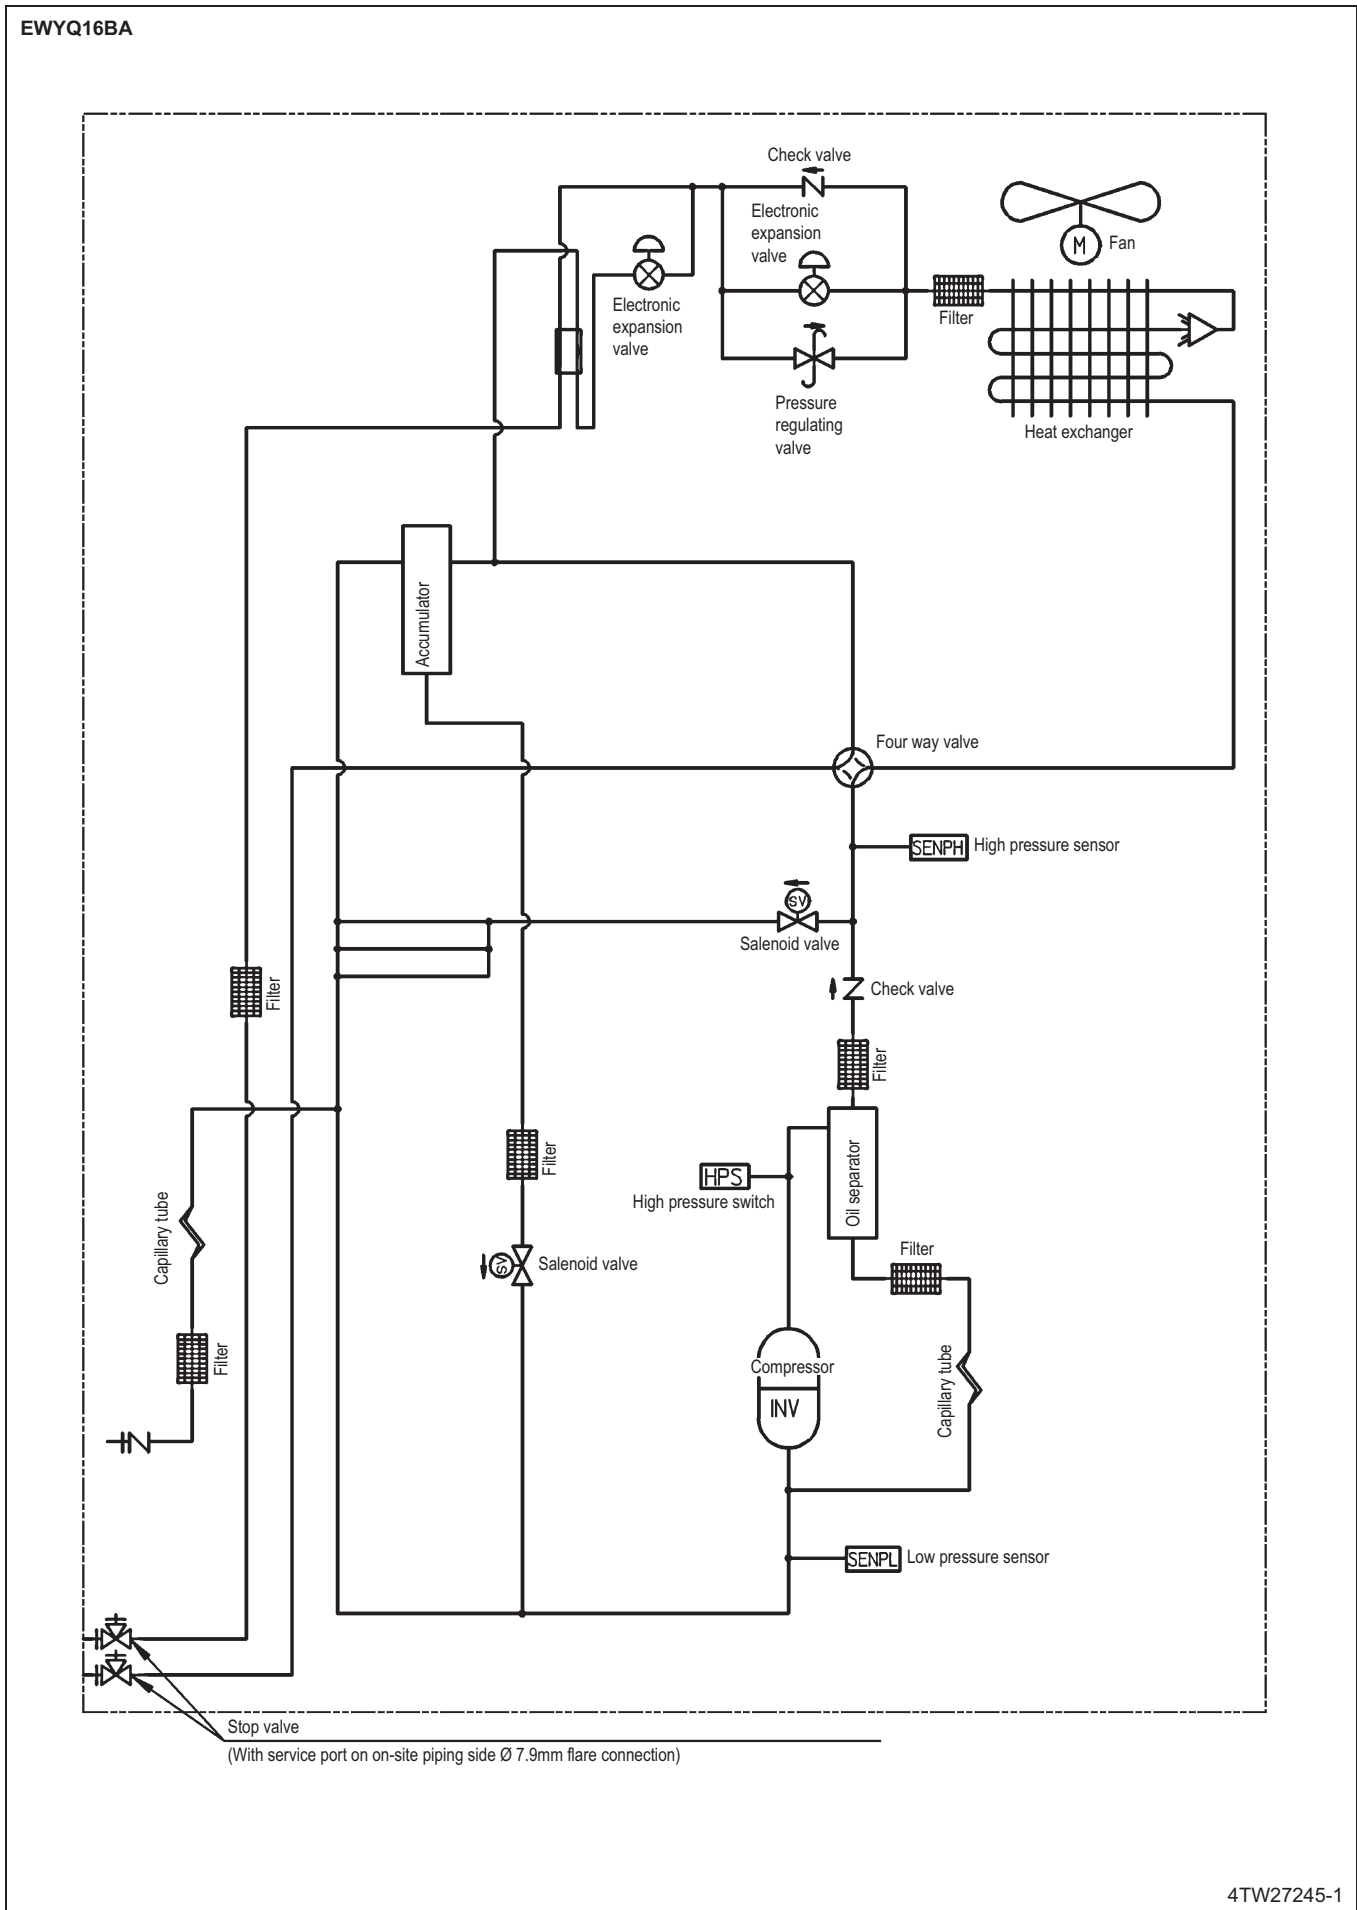 EWYQ16BA
Check valve
Electronic
expansion
valve
M
Fan
Electronic
expansion
valve
Filter
Pressure
regulating
valve
Heat exchanger
Accumulator
Four way valve
SENPH
High pressure sensor
SV
Salenoid valve
Check valve
Filter
Filter
Filter
Oil separator
HPS
High pressure switch
Capillary tube
Filter
SV
Salenoid valve
Filter
Compressor
INV
Capillary tube
SENPL
Low pressure sensor
Stop valve
(With service port on on-site piping side Ø 7.9mm flare connection)
4TW27245-1